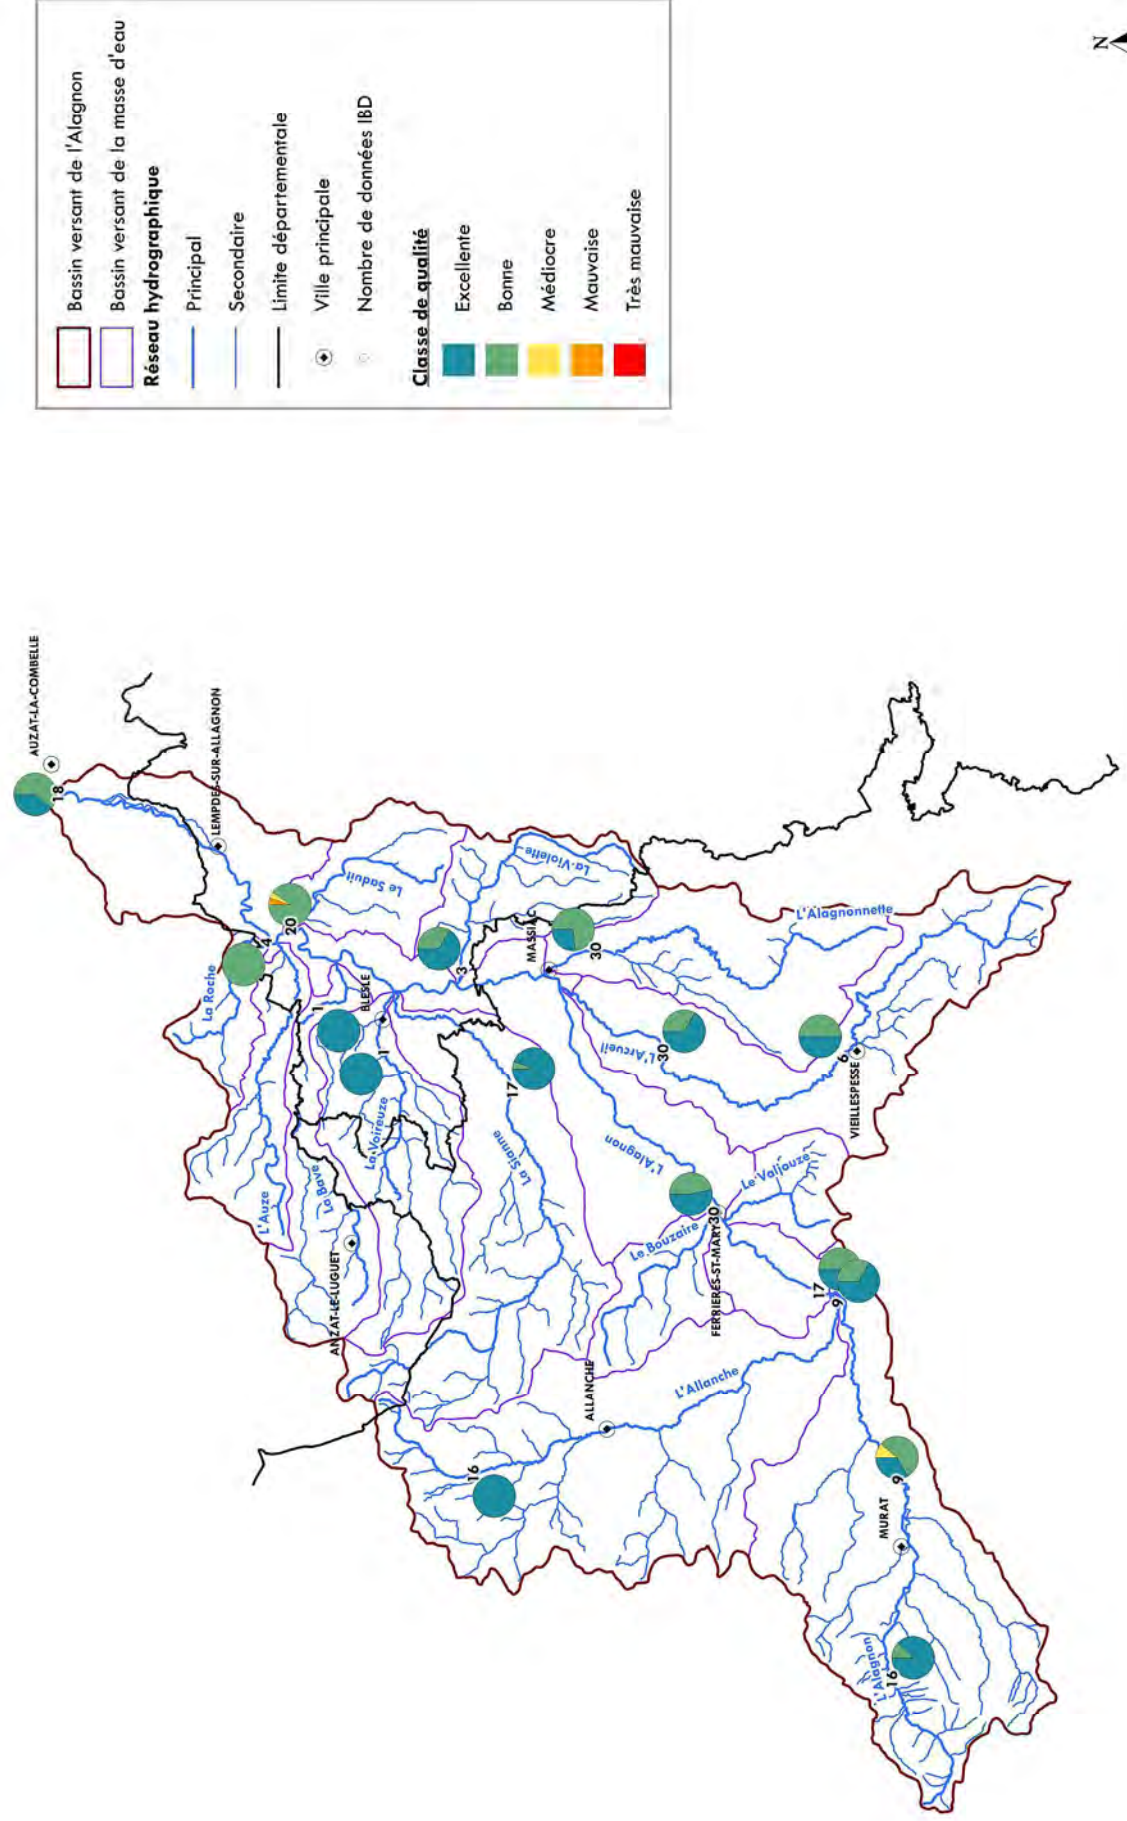 Bassin versant de l'Alagnon
Bassin versant de la masse d'eau
Réseau hydrographique
Principal
Secondaire
Limite départementale
Ville principale
Nombre de données IBD
Classe de qualité
Excellente
Bonne
Médiocre
Mauvaise
Très mauvaise
N
AUZAT-LA-COMBELLE
18
LEMPDES-SUR-ALLAGNON
Le Saduit
20
La Violette
4
La Roche
3
MASSIAC
30
L'Alagnonnette
BLESLE
1
1
La Voireuze
La Bave
L'Auze
ANZAT-LE-LUGUET
17
La Sianne
L'Arcueil
30
6
VIEILLESPESSE
L'Alagnon
Le Valjouze
Le Bouzaire
FERRIERES-ST-MARY
30
17
9
ALLANCHE
L'Allanche
16
9
MURAT
L'Alagnon
16